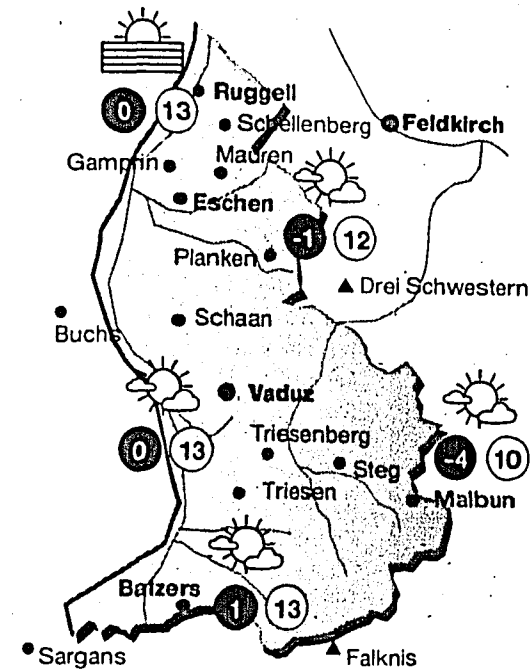 0 13
Ruggell
Schellenberg
Feldkirch
Gamprin
Mauren
Eschen
-1 12
Planken
Drei Schwestern
Schaan
Buchs
Vaduz
0 13
Triesenberg
Steg
-4 10
Triesen
Malbun
Balzers
1 13
Sargans
Falknis